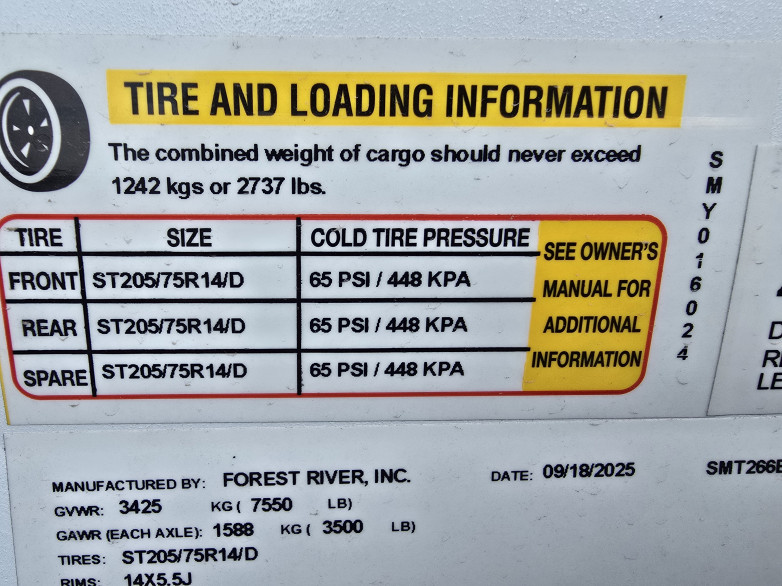 TIRE AND LOADING INFORMATION
The combined weight of cargo should never exceed
1242 kgs or 2737 lbs.
TIRE SIZE COLD TIRE PRESSURE
FRONT ST205/75R14/D 65 PSI / 448 KPA
REAR ST205/75R14/D 65 PSI / 448 KPA
SPARE ST205/75R14/D 65 PSI / 448 KPA
SEE OWNER'S
MANUAL FOR
ADDITIONAL
INFORMATION
SMY016024
MANUFACTURED BY: FOREST RIVER, INC. DATE: 09/18/2025
GVWR: 3425 KG ( 7550 LB)
GAWR (EACH AXLE): 1588 KG ( 3500 LB)
TIRES: ST205/75R14/D
RIMS: 14X5.5J